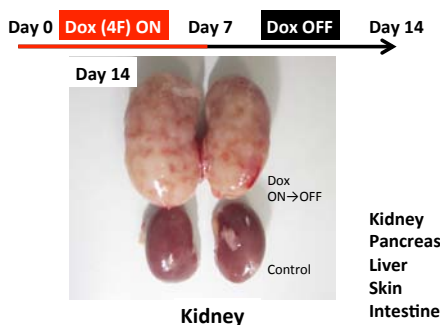 Day 0 Dox (4F) ON Day 7 Dox OFF Day 14
Day 14
Dox
ON→OFF
Control
Kidney
Kidney
Pancreas
Liver
Skin
Intestine